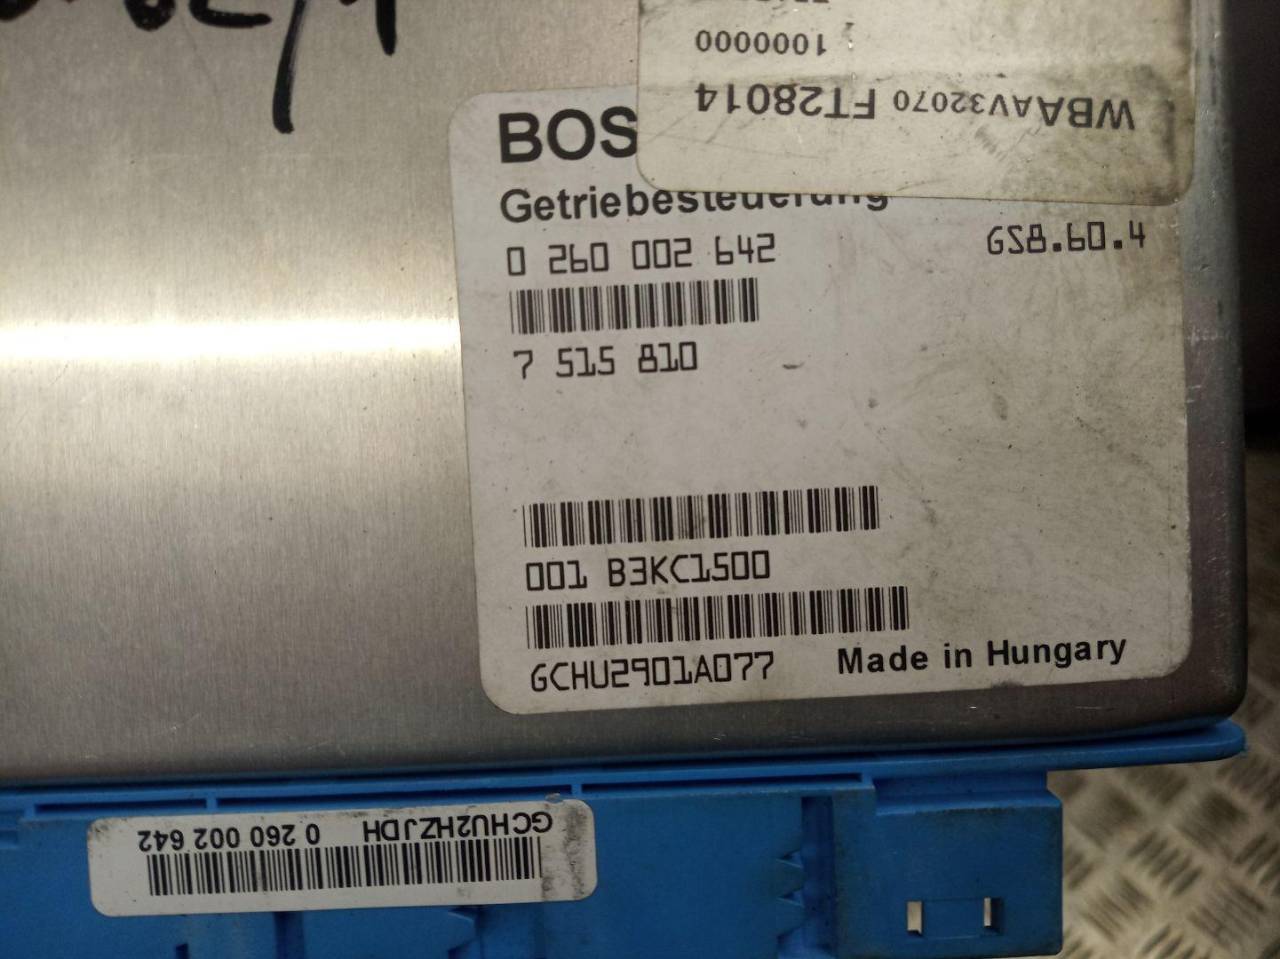 1000000
WBAAV32070 FT28014
BOS
Getriebesteuerung
0 260 002 642 GS8.60.4
7 515 810
001 B3KC1500
GCHU2901A077 Made in Hungary
GCHU2HZJDH 0 260 002 642